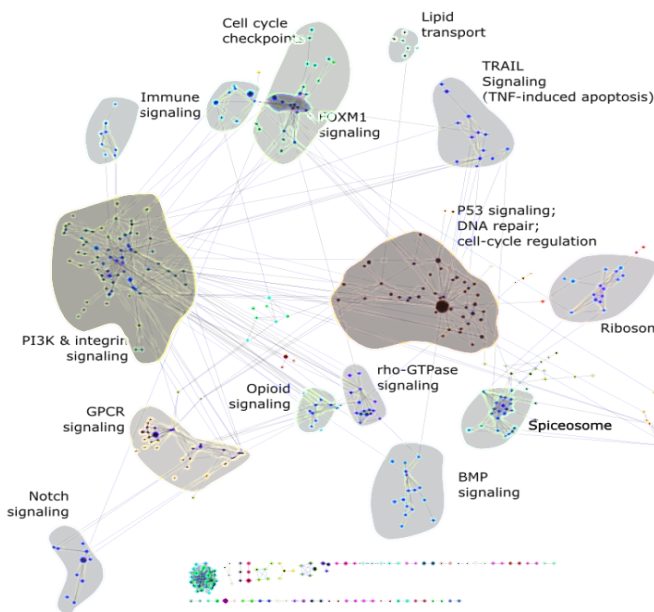 Cell cycle
checkpoints
Lipid
transport
TRAIL
Signaling
(TNF-induced apoptosis)
Immune
signaling
FOXM1
signaling
P53 signaling;
DNA repair;
cell-cycle regulation
Riboson
PI3K & integrin
signaling
rho-GTPase
signaling
Opioid
signaling
GPCR
signaling
Spiceosome
BMP
signaling
Notch
signaling